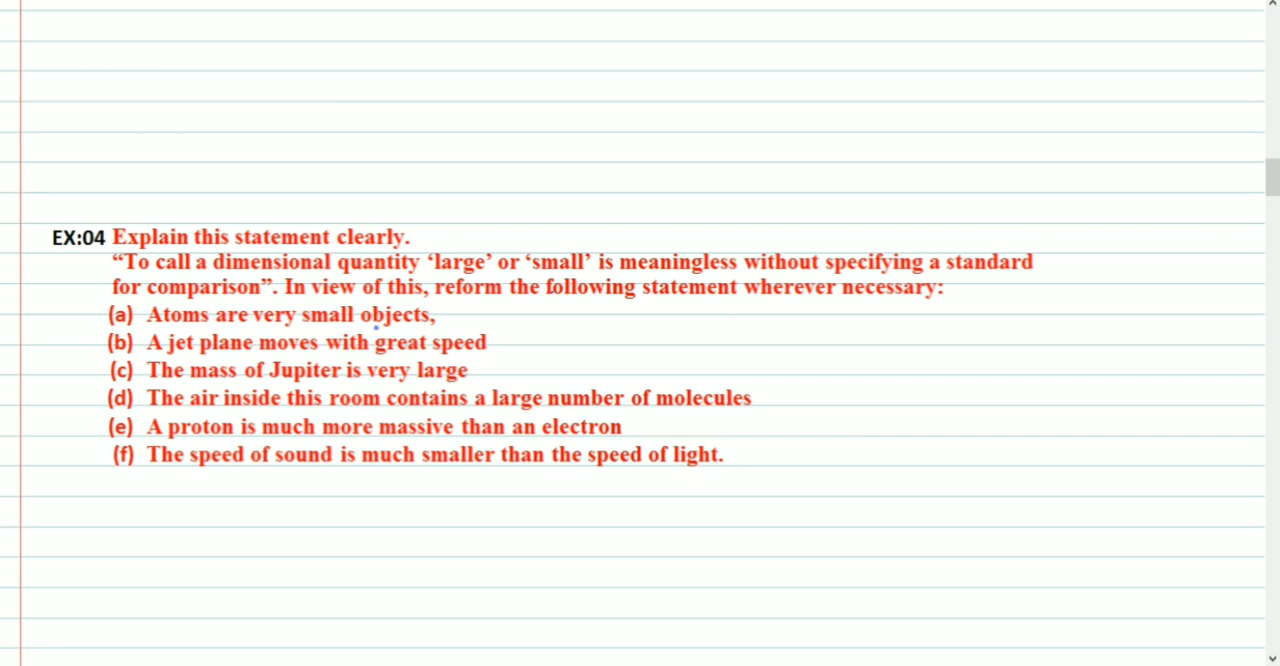 EX:04 Explain this statement clearly.
“To call a dimensional quantity ‘large’ or ‘small’ is meaningless without specifying a standard
for comparison”. In view of this, reform the following statement wherever necessary:
(a) Atoms are very small objects,
(b) A jet plane moves with great speed
(c) The mass of Jupiter is very large
(d) The air inside this room contains a large number of molecules
(e) A proton is much more massive than an electron
(f) The speed of sound is much smaller than the speed of light.